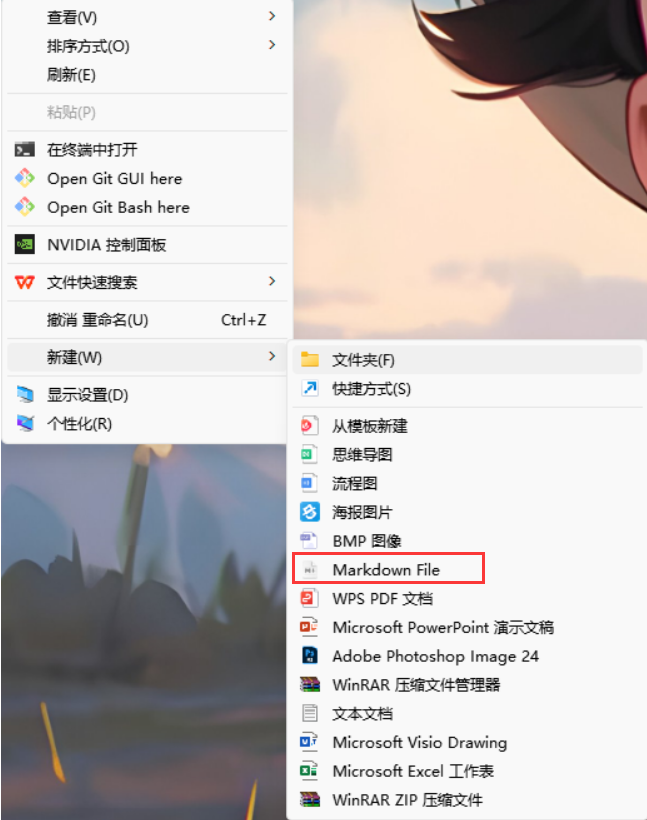 查看(V)
排序方式(O)
刷新(E)
粘贴(P)
在终端中打开
Open Git GUI here
Open Git Bash here
NVIDIA 控制面板
文件快速搜索
撤消 重命名(U) Ctrl+Z
新建(W)
显示设置(D)
个性化(R)
文件夹(F)
快捷方式(S)
从模板新建
思维导图
流程图
海报图片
BMP 图像
Markdown File
WPS PDF 文档
Microsoft PowerPoint 演示文稿
Adobe Photoshop Image 24
WinRAR 压缩文件管理器
文本文档
Microsoft Visio Drawing
Microsoft Excel 工作表
WinRAR ZIP 压缩文件